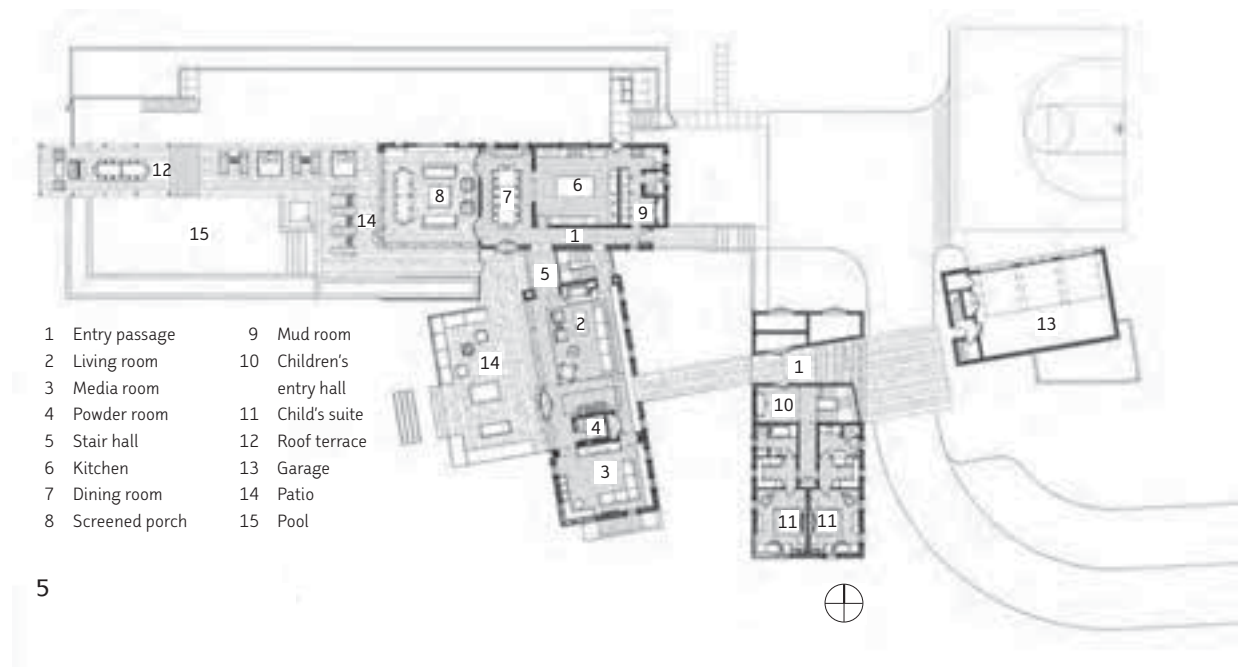 12
8
7
6
9
14
15
1
5
2
14
13
1
10
4
3
11 11
1 Entry passage
2 Living room
3 Media room
4 Powder room
5 Stair hall
6 Kitchen
7 Dining room
8 Screened porch
9 Mud room
10 Children's
entry hall
11 Child's suite
12 Roof terrace
13 Garage
14 Patio
15 Pool
5